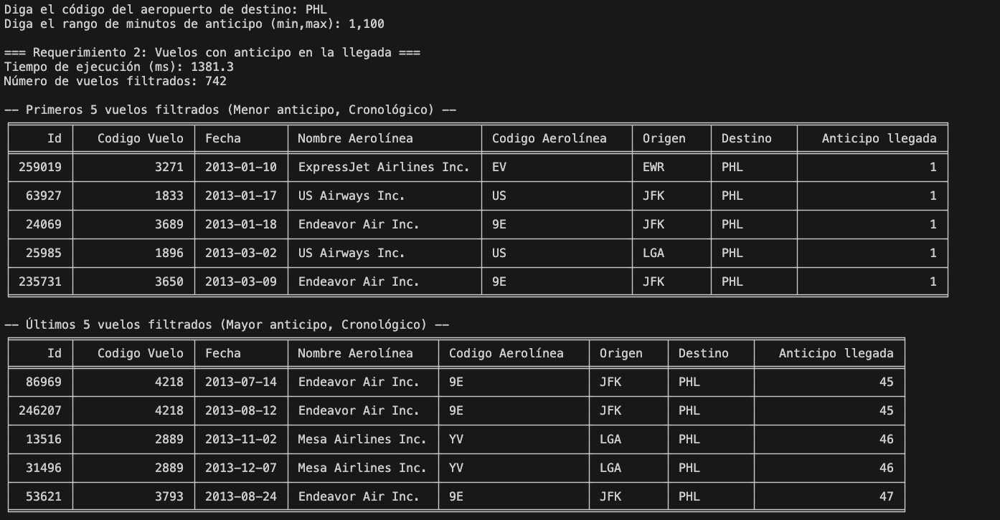 Diga el código del aeropuerto de destino: PHL
Diga el rango de minutos de anticipo (min,max): 1,100
=== Requerimiento 2: Vuelos con anticipo en la llegada ===
Tiempo de ejecución (ms): 1381.3
Número de vuelos filtrados: 742
-- Primeros 5 vuelos filtrados (Menor anticipo, Cronológico) --
Id Codigo Vuelo Fecha Nombre Aerolínea Codigo Aerolínea Origen Destino Anticipo llegada
259019 3271 2013-01-10 ExpressJet Airlines Inc. EV EWR PHL 1
63927 1833 2013-01-17 US Airways Inc. US JFK PHL 1
24069 3689 2013-01-18 Endeavor Air Inc. 9E JFK PHL 1
25985 1896 2013-03-02 US Airways Inc. US LGA PHL 1
235731 3650 2013-03-09 Endeavor Air Inc. 9E JFK PHL 1
-- Últimos 5 vuelos filtrados (Mayor anticipo, Cronológico) --
Id Codigo Vuelo Fecha Nombre Aerolínea Codigo Aerolínea Origen Destino Anticipo llegada
86969 4218 2013-07-14 Endeavor Air Inc. 9E JFK PHL 45
246207 4218 2013-08-12 Endeavor Air Inc. 9E JFK PHL 45
13516 2889 2013-11-02 Mesa Airlines Inc. YV LGA PHL 46
31496 2889 2013-12-07 Mesa Airlines Inc. YV LGA PHL 46
53621 3793 2013-08-24 Endeavor Air Inc. 9E JFK PHL 47